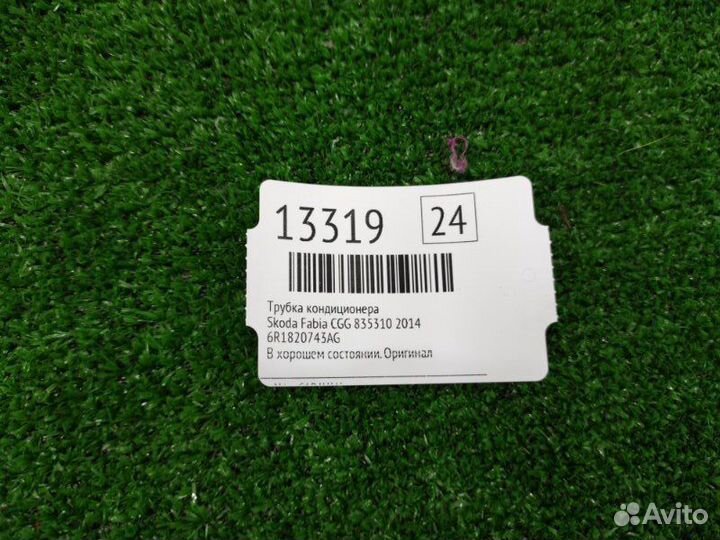 13319 24
Трубка кондиционера
Skoda Fabia CGG 835310 2014
6R1820743AG
В хорошем состоянии. Оригинал
Avito